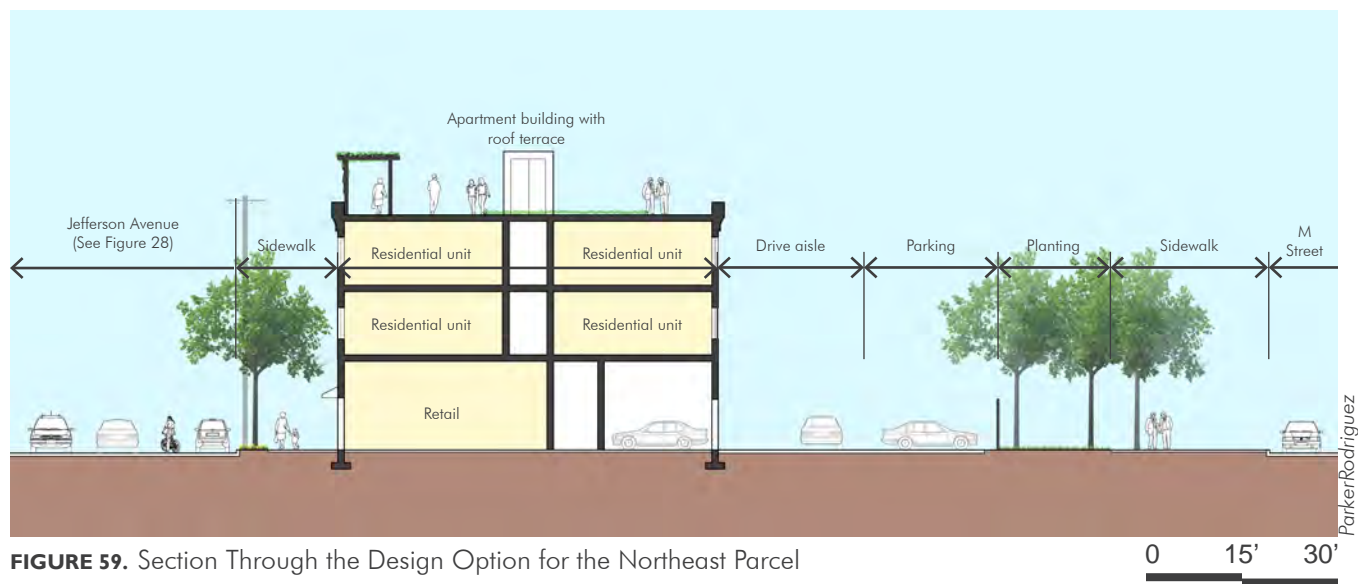 Apartment building with
roof terrace
Jefferson Avenue
(See Figure 28)
Sidewalk
Residential unit
Residential unit
Drive aisle
Parking
Planting
Sidewalk
M
Street
Residential unit
Residential unit
Retail
ParkerRodriguez
FIGURE 59. Section Through the Design Option for the Northeast Parcel
0 15’ 30’